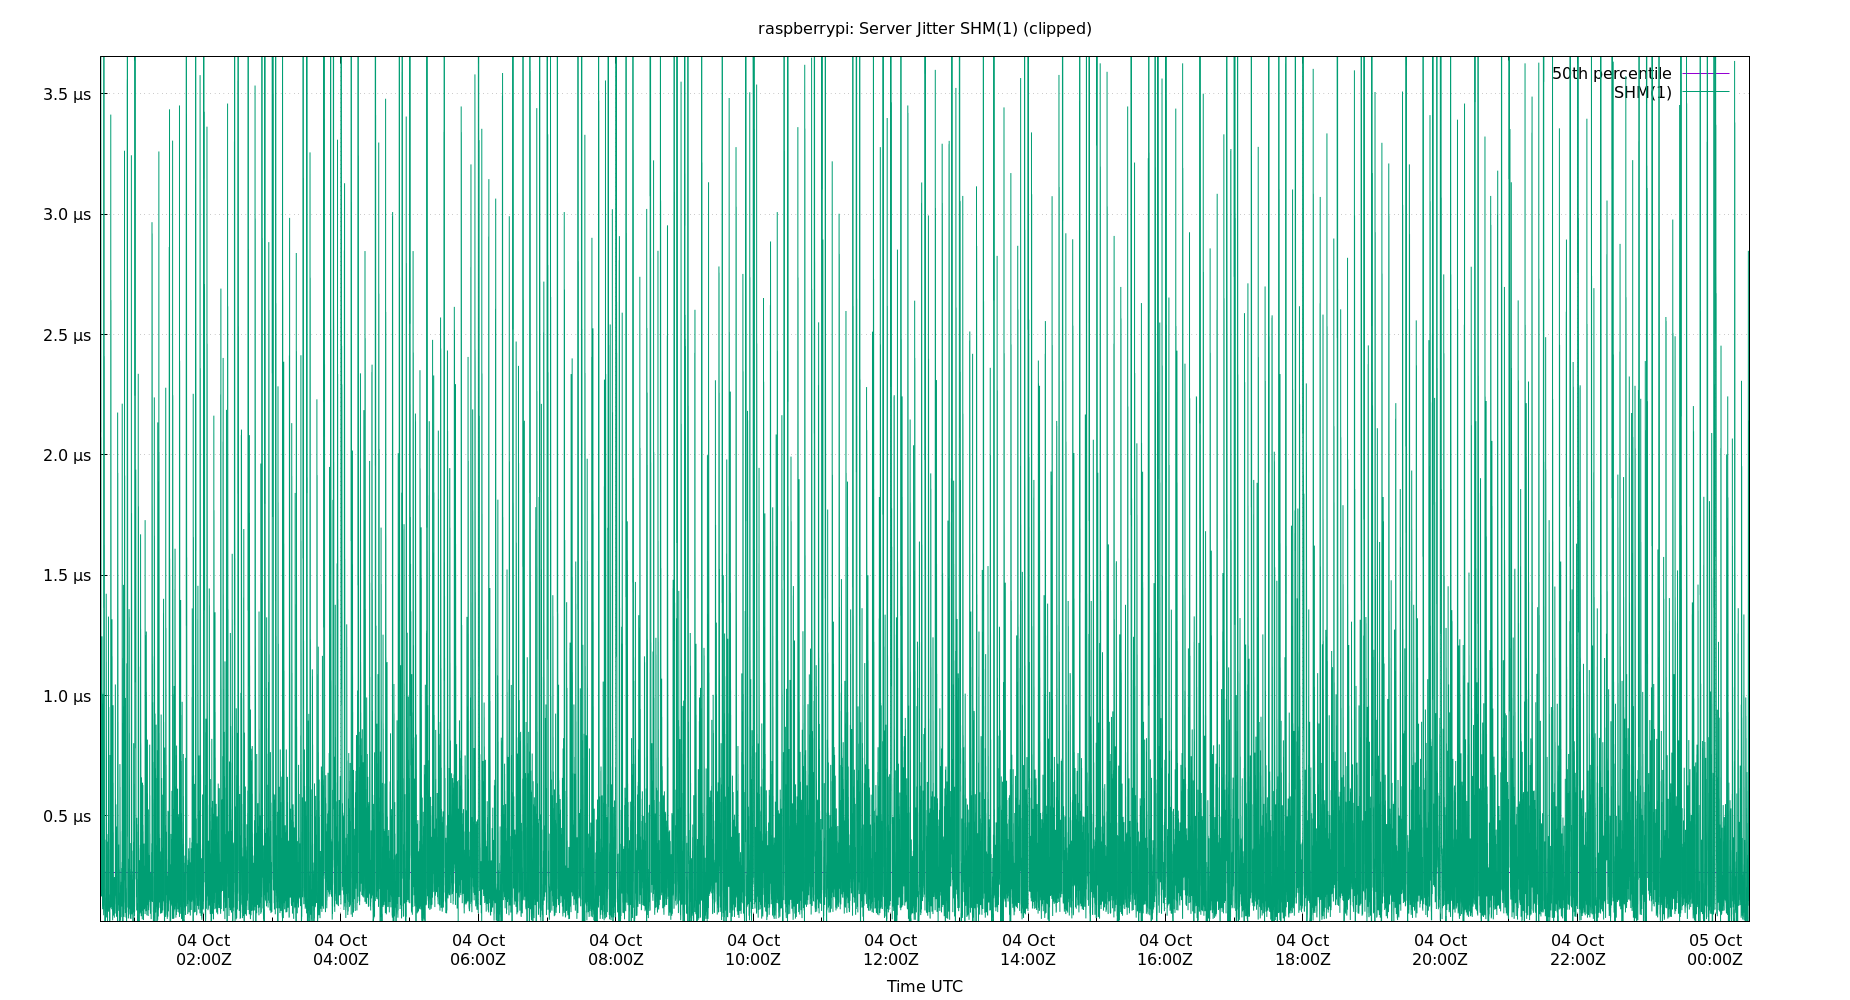 raspberrypi: Server Jitter SHM(1) (clipped)
50th percentile
SHM(1)
3.5 µs
3.0 µs
2.5 µs
2.0 µs
1.5 µs
1.0 µs
0.5 µs
04 Oct 04 Oct 04 Oct 04 Oct 04 Oct 04 Oct 04 Oct 04 Oct 04 Oct 04 Oct 04 Oct 05 Oct
02:00Z 04:00Z 06:00Z 08:00Z 10:00Z 12:00Z 14:00Z 16:00Z 18:00Z 20:00Z 22:00Z 00:00Z
Time UTC